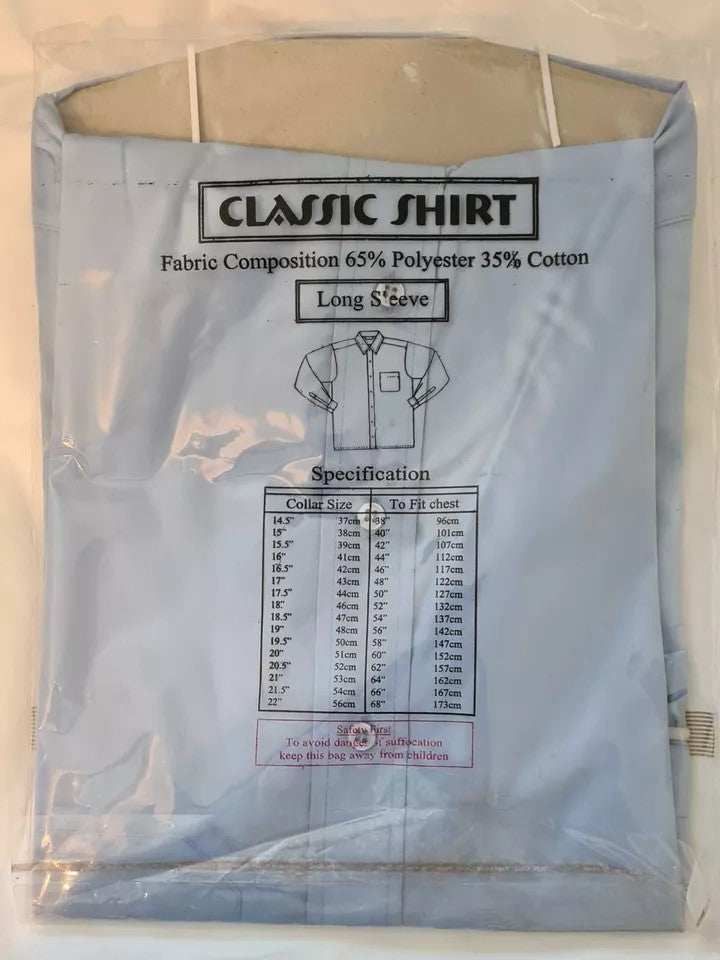 CLASSIC SHIRT
Fabric Composition 65% Polyester 35% Cotton
Long Sleeve
Specification
Collar Size To Fit chest
14.5" 37cm 38" 96cm
15" 38cm 40" 101cm
15.5" 39cm 42" 107cm
16" 41cm 44" 112cm
16.5" 42cm 46" 117cm
17" 43cm 48" 122cm
17.5" 44cm 50" 127cm
18" 46cm 52" 132cm
18.5" 47cm 54" 137cm
19" 48cm 56" 142cm
19.5" 50cm 58" 147cm
20" 51cm 60" 152cm
20.5" 52cm 62" 157cm
21" 53cm 64" 162cm
21.5" 54cm 66" 167cm
22" 56cm 68" 173cm
Safety First
To avoid danger of suffocation
keep this bag away from children